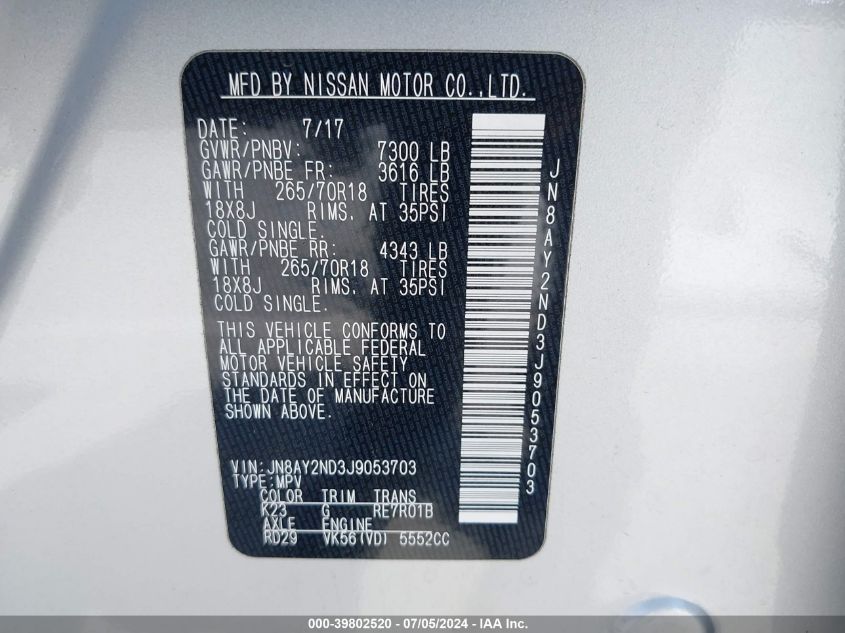 MFD BY NISSAN MOTOR CO.,LTD.
DATE: 7/17
GVWR/PNBV: 7300 LB
GAWR/PNBE FR: 3616 LB
WITH 265/70R18 TIRES
18X8J RIMS, AT 35PSI
COLD SINGLE.
GAWR/PNBE RR: 4343 LB
WITH 265/70R18 TIRES
18X8J RIMS, AT 35PSI
COLD SINGLE.
THIS VEHICLE CONFORMS TO
ALL APPLICABLE FEDERAL
MOTOR VEHICLE SAFETY
STANDARDS IN EFFECT ON
THE DATE OF MANUFACTURE
SHOWN ABOVE.
VIN:JN8AY2ND3J9053703
TYPE:MPV
COLOR TRIM TRANS
K23 G RE7R01B
AXLE ENGINE
RD29 VK56(VD) 5552CC
JN8AY2ND3J9053703
000-39802520 - 07/05/2024 - IAA Inc.